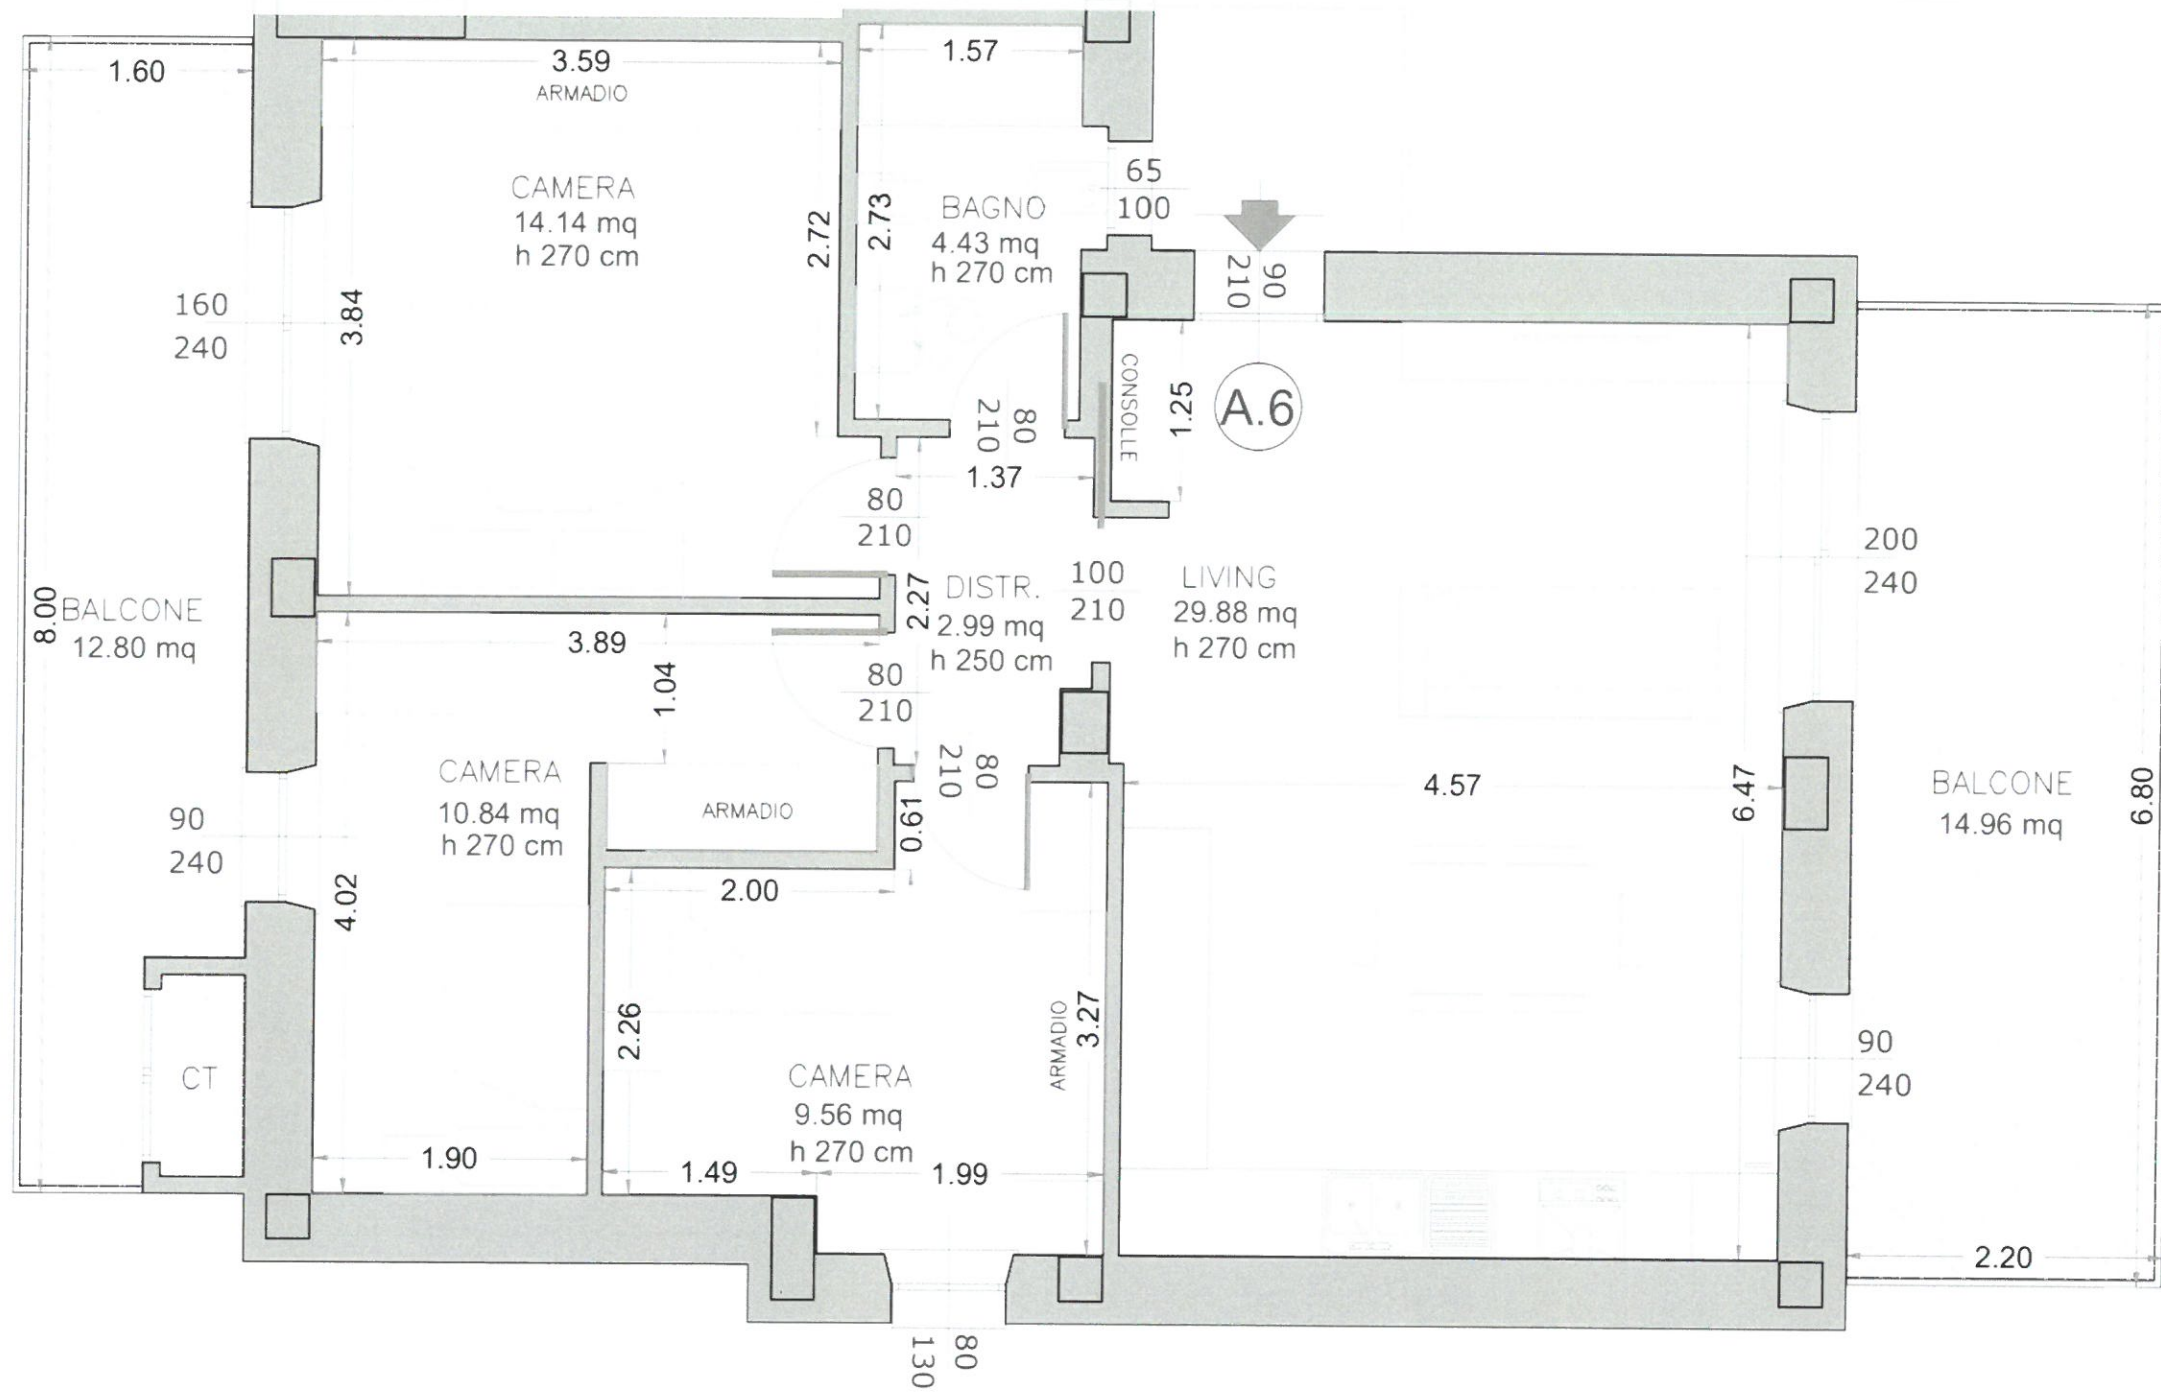 1.60
3.59
ARMADIO
1.57
CAMERA
14.14 mq
h 270 cm
2.72
2.73
BAGNO
4.43 mq
h 270 cm
65
100
90
210
160
240
3.84
CONSOLLE
1.25
A.6
80
210
1.37
80
210
200
240
8.00
BALCONE
12.80 mq
3.89
1.04
2.27
DISTR.
2.99 mq
h 250 cm
100
210
LIVING
29.88 mq
h 270 cm
80
210
80
210
CAMERA
10.84 mq
h 270 cm
ARMADIO
0.61
4.57
6.47
BALCONE
14.96 mq
6.80
90
240
4.02
2.00
2.26
ARMADIO
3.27
90
240
CT
CAMERA
9.56 mq
h 270 cm
1.90
1.49
1.99
2.20
80
130